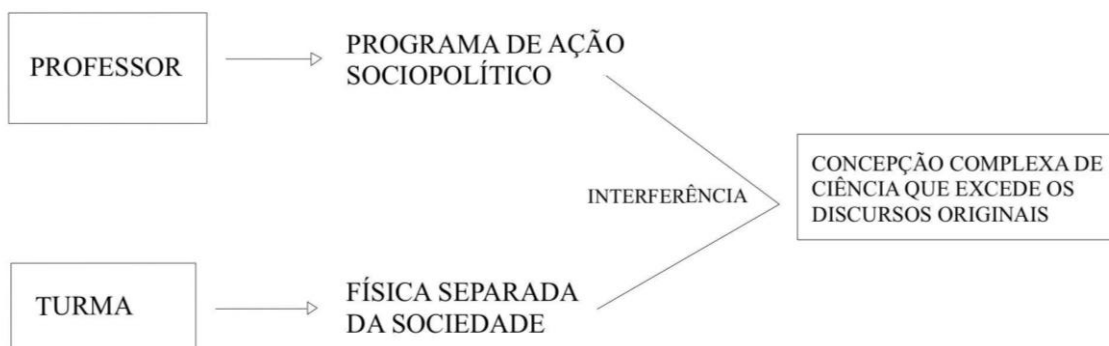 PROFESSOR
PROGRAMA DE AÇÃO
SOCIOPOLÍTICO
INTERFERÊNCIA
CONCEPÇÃO COMPLEXA DE
CIÊNCIA QUE EXCEDE OS
DISCURSOS ORIGINAIS
TURMA
FÍSICA SEPARADA
DA SOCIEDADE